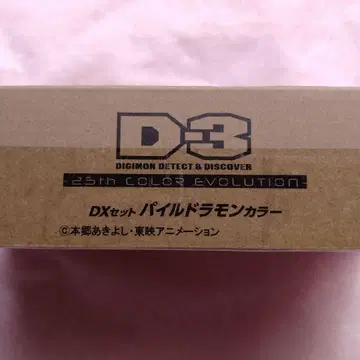 D-3
DIGIMON DETECT & DISCOVER
-25th COLOR EVOLUTION-
DXセット パイルドラモンカラー
©本郷あきよし・東映アニメーション